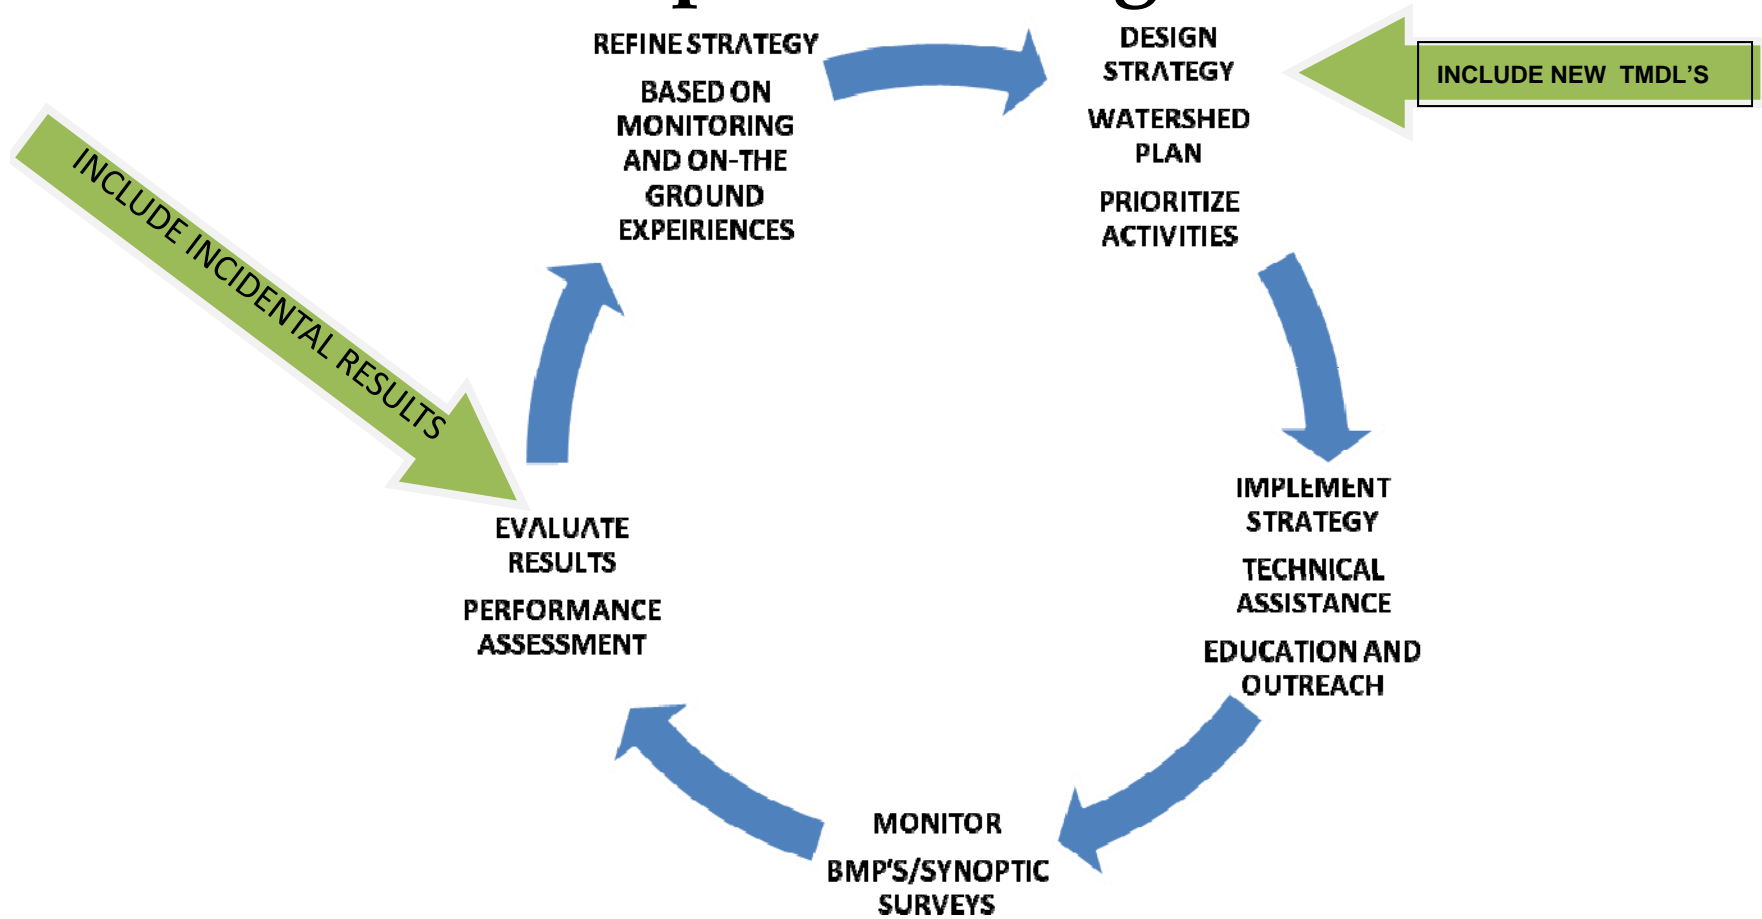 REFINE STRATEGY
BASED ON
MONITORING
AND ON-THE
GROUND
EXPEIRIENCES
DESIGN
STRATEGY
WATERSHED
PLAN
PRIORITIZE
ACTIVITIES
INCLUDE NEW TMDL'S
INCLUDE INCIDENTAL RESULTS
IMPLEMENT
STRATEGY
TECHNICAL
ASSISTANCE
EDUCATION AND
OUTREACH
MONITOR
BMP'S/SYNOPTIC
SURVEYS
EVALUATE
RESULTS
PERFORMANCE
ASSESSMENT